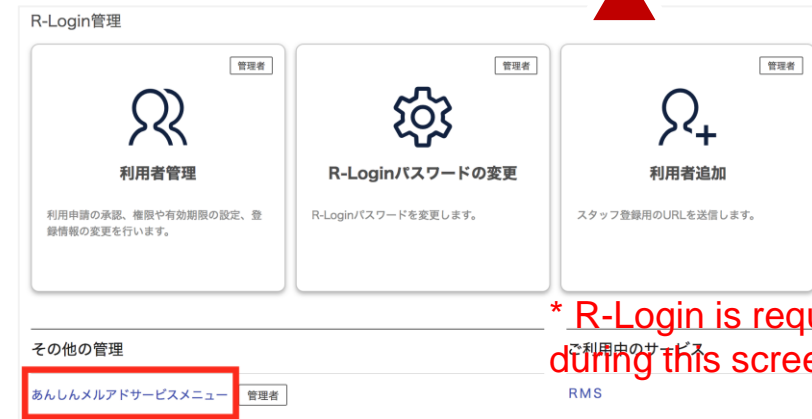 R-Login管理
管理者
利用者管理
利用申請の承認、権限や有効期限の設定、登
録情報の変更を行います。
管理者
R-Loginパスワードの変更
R-Loginパスワードを変更します。
管理者
利用者追加
スタッフ登録用のURLを送信します。
* R-Login is requ
during this scree
その他の管理
あんしんメルアドサービスメニュー 管理者
ご利用中のサービス
RMS